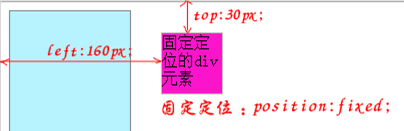 top:30px;
left:160px;
固定定
位的div
元素
固定定位：position:fixed;